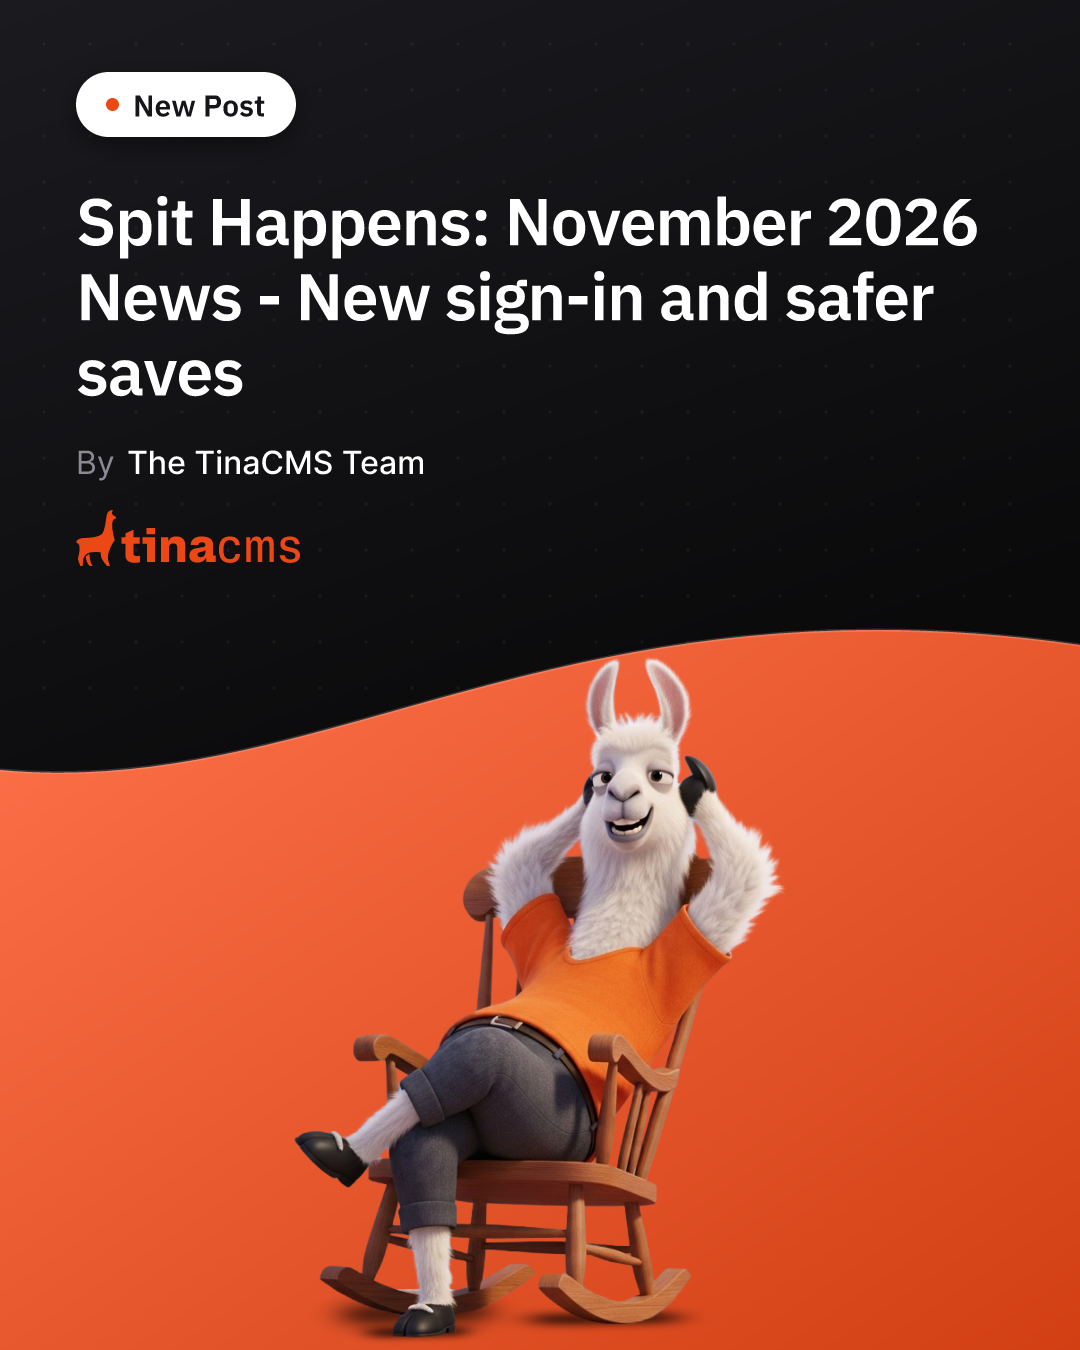 New Post
Spit Happens: November 2026
News - New sign-in and safer
saves
By The TinaCMS Team
tinacms